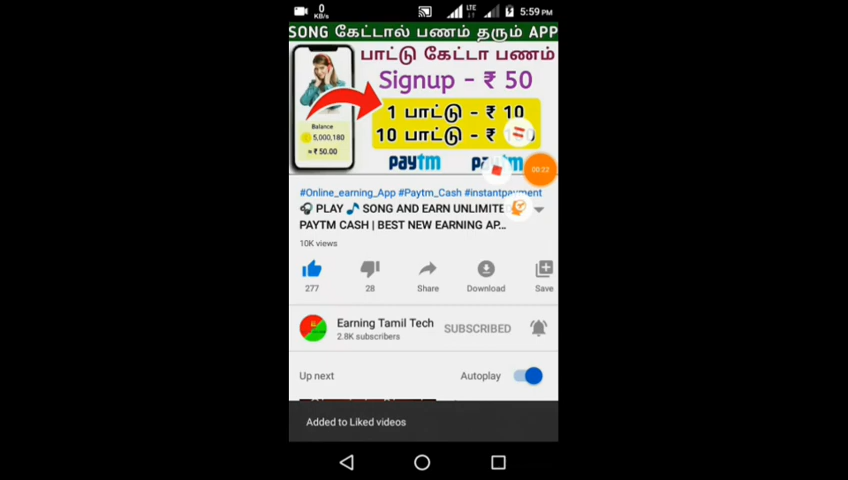 0
KB/s
LTE
5:59 PM
SONG கேட்டால் பணம் தரும் APP
பாட்டு கேட்டா பணம்
Signup - ₹ 50
1 பாட்டு - ₹ 10
10 பாட்டு - ₹
Balance
5,000,180
≈ ₹ 50.00
paytm
00:22
#Online_earning_App #Paytm_Cash #instantpayment
PLAY SONG AND EARN
PAYTM CASH | BEST NEW EARNING AP...
10K views
277
28
Share
Download
Save
Earning Tamil Tech
SUBSCRIBED
2.8K subscribers
Up next
Autoplay
Added to Liked videos